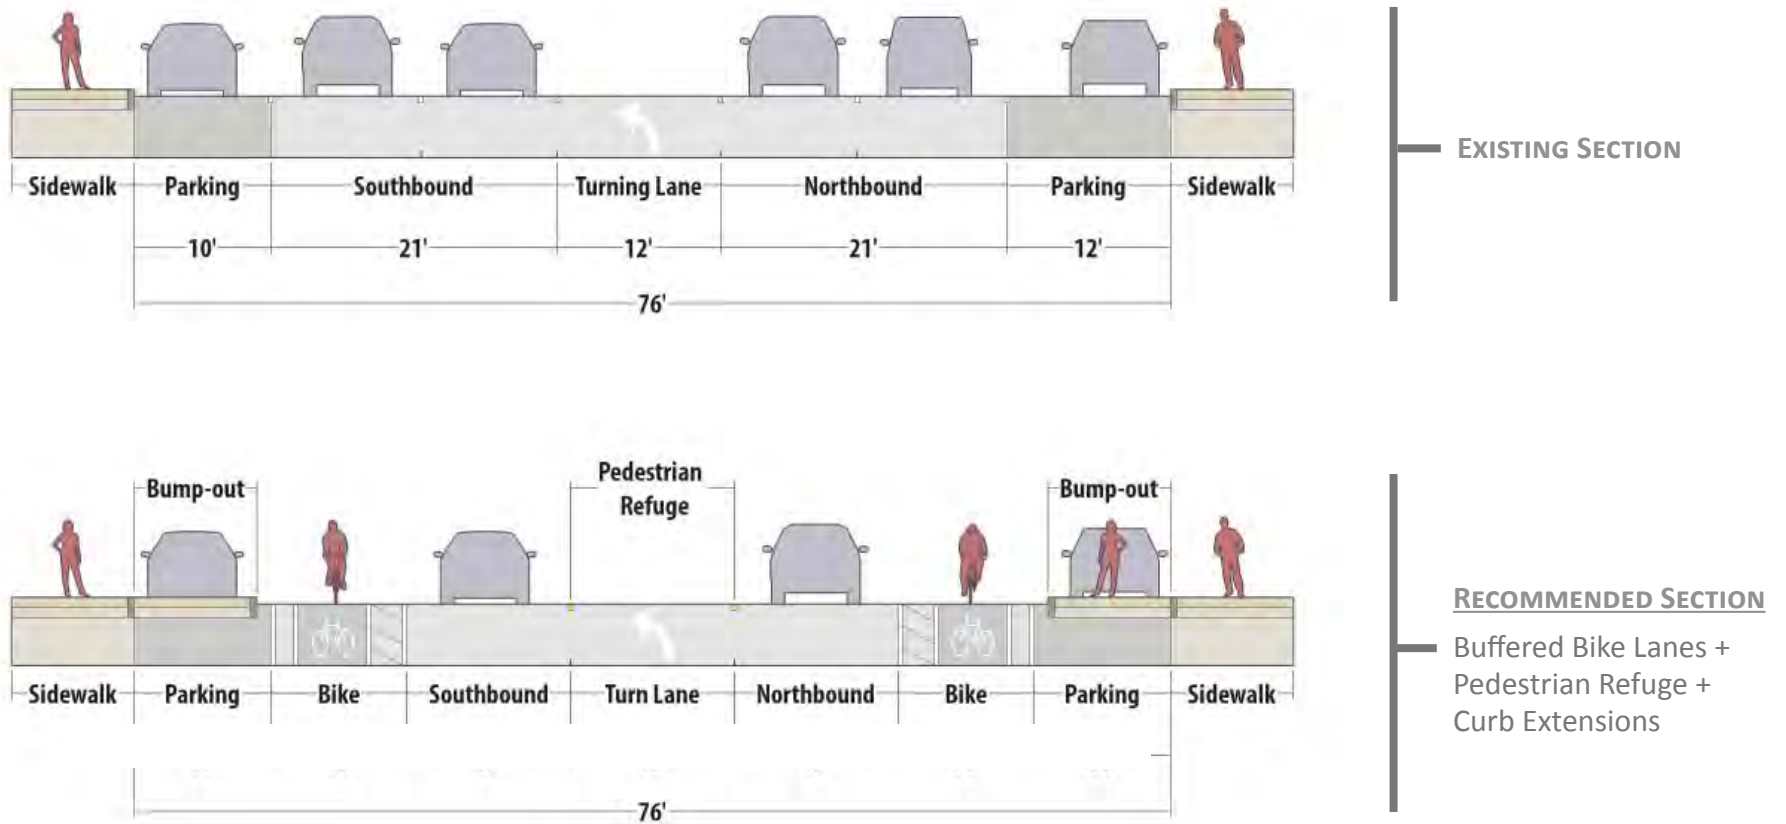 Sidewalk Parking Southbound Turning Lane Northbound Parking Sidewalk
10' 21' 12' 21' 12'
76'
EXISTING SECTION
Bump-out Pedestrian Refuge Bump-out
Sidewalk Parking Bike Southbound Turn Lane Northbound Bike Parking Sidewalk
76'
RECOMMENDED SECTION
Buffered Bike Lanes +
Pedestrian Refuge +
Curb Extensions